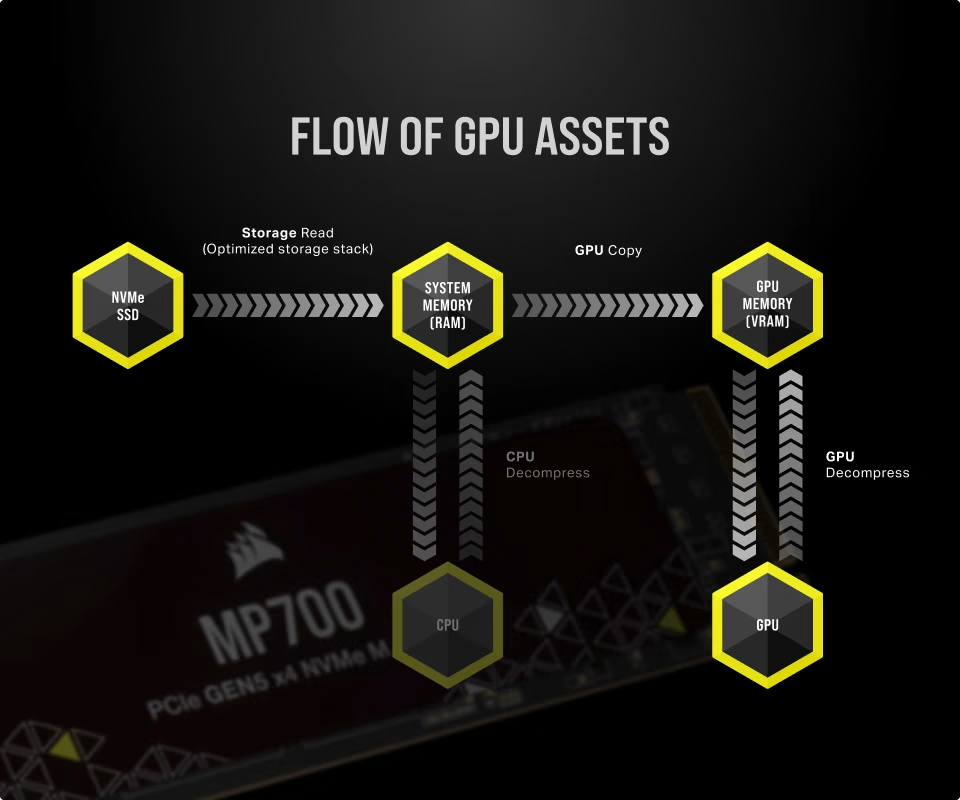 FLOW OF GPU ASSETS
Storage Read
(Optimized storage stack)
GPU Copy
NVMe
SSD
SYSTEM
MEMORY
(RAM)
GPU
MEMORY
(VRAM)
CPU
Decompress
GPU
Decompress
CPU
GPU
MP700
PCIe GEN5 x4 NVMe M.